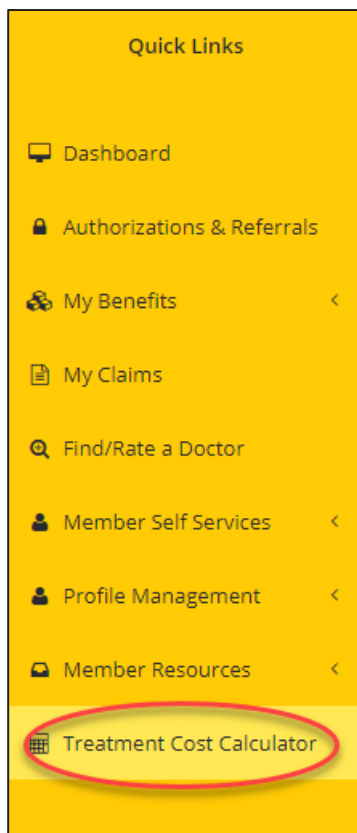 Quick Links
Dashboard
Authorizations & Referrals
My Benefits
My Claims
Find/Rate a Doctor
Member Self Services
Profile Management
Member Resources
Treatment Cost Calculator